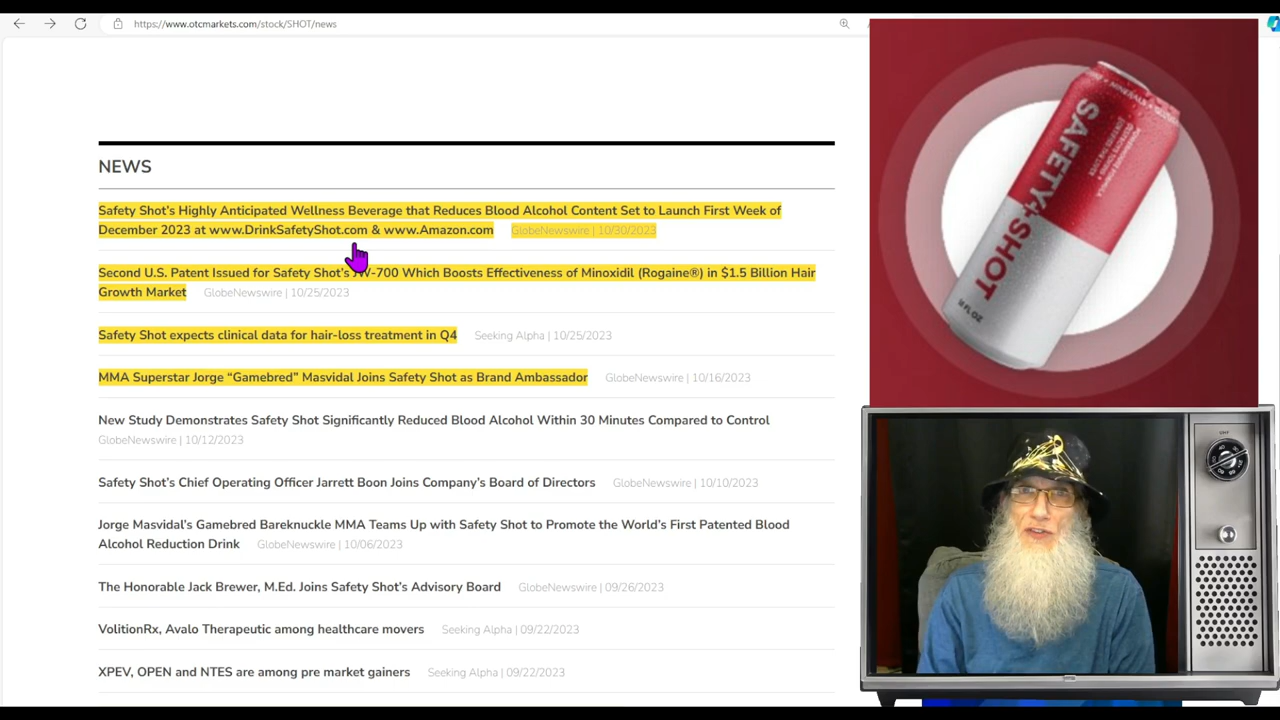 https://www.otcmarkets.com/stock/SHOT/news
NEWS
Safety Shot's Highly Anticipated Wellness Beverage that Reduces Blood Alcohol Content Set to Launch First Week of
December 2023 at www.DrinkSafetyShot.com & www.Amazon.com GlobeNewswire | 10/30/2023
Second U.S. Patent Issued for Safety Shot's JW-700 Which Boosts Effectiveness of Minoxidil (Rogaine®) in $1.5 Billion Hair
Growth Market GlobeNewswire | 10/25/2023
Safety Shot expects clinical data for hair-loss treatment in Q4 Seeking Alpha | 10/25/2023
MMA Superstar Jorge “Gamebred” Masvidal Joins Safety Shot as Brand Ambassador GlobeNewswire | 10/16/2023
New Study Demonstrates Safety Shot Significantly Reduced Blood Alcohol Within 30 Minutes Compared to Control
GlobeNewswire | 10/12/2023
Safety Shot's Chief Operating Officer Jarrett Boon Joins Company's Board of Directors GlobeNewswire | 10/10/2023
Jorge Masvidal's Gamebred Bareknuckle MMA Teams Up with Safety Shot to Promote the World's First Patented Blood
Alcohol Reduction Drink GlobeNewswire | 10/06/2023
The Honorable Jack Brewer, M.Ed. Joins Safety Shot's Advisory Board GlobeNewswire | 09/26/2023
VolitionRx, Avalo Therapeutic among healthcare movers Seeking Alpha | 09/22/2023
XPEV, OPEN and NTES are among pre market gainers Seeking Alpha | 09/22/2023
SAFETY+SHOT
12 FL OZ
UHF